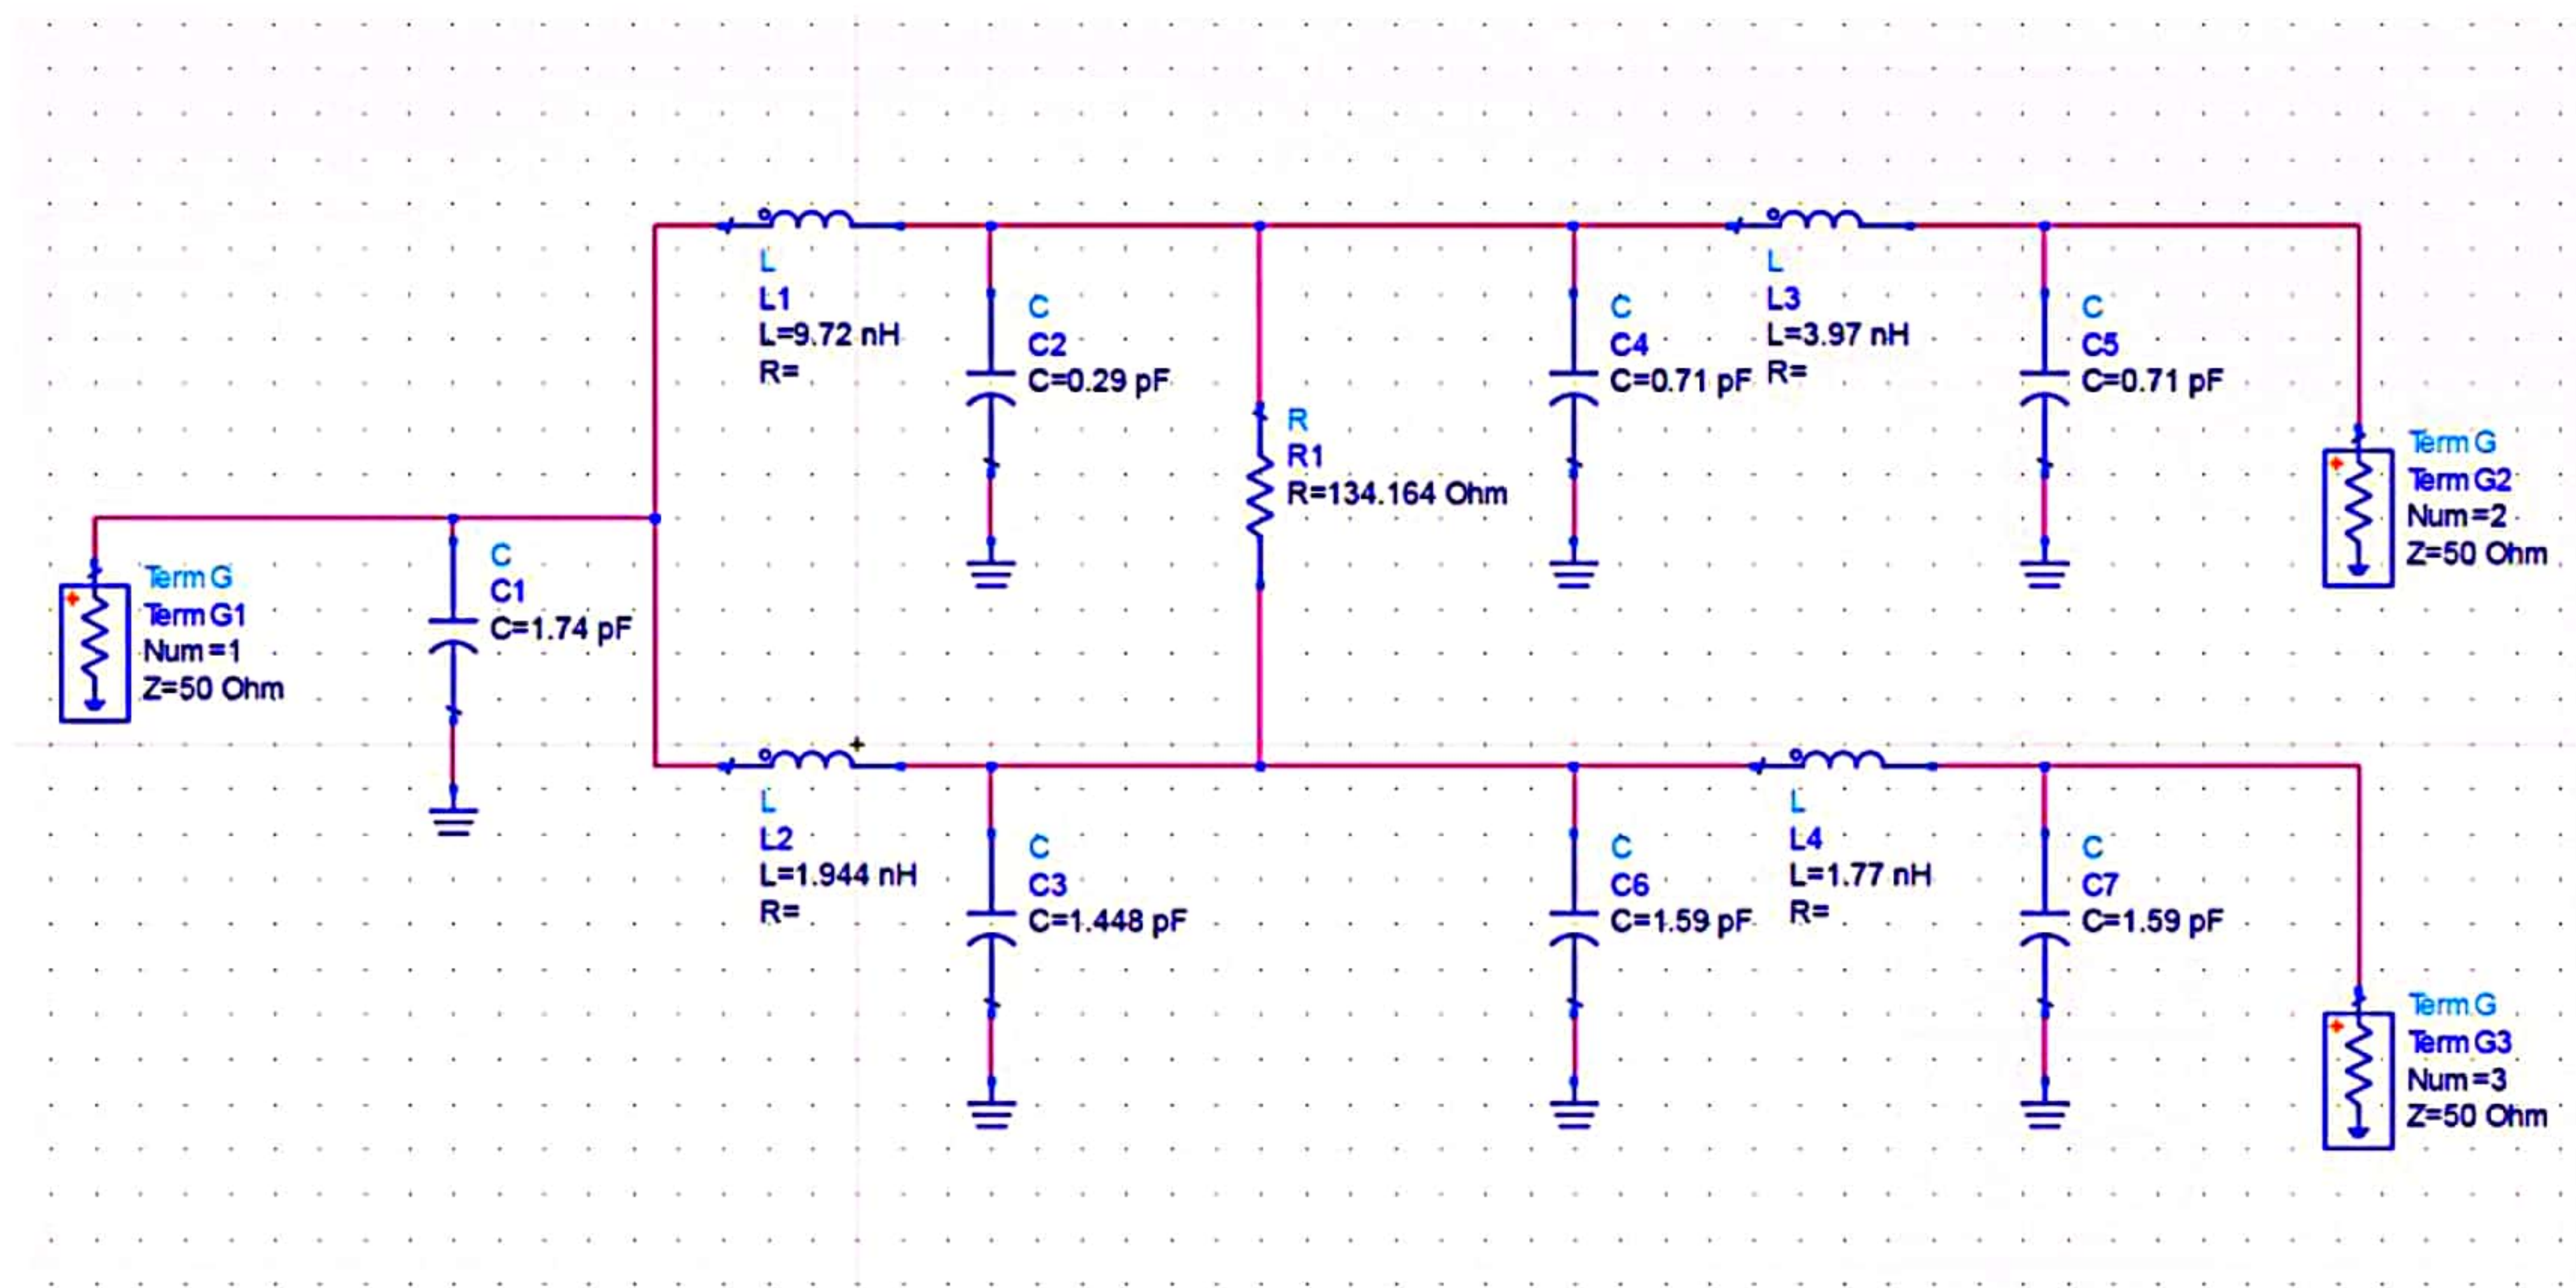 L
L1
L=9.72 nH
R=
C
C2
C=0.29 pF
R
R1
R=134.164 Ohm
C
C4
C=0.71 pF
L
L3
L=3.97 nH
R=
C
C5
C=0.71 pF
Term G
Term G2
Num=2
Z=50 Ohm
Term G
Term G1
Num=1
Z=50 Ohm
C
C1
C=1.74 pF
L
L2
L=1.944 nH
R=
C
C3
C=1.448 pF
C
C6
C=1.59 pF
L
L4
L=1.77 nH
R=
C
C7
C=1.59 pF
Term G
Term G3
Num=3
Z=50 Ohm